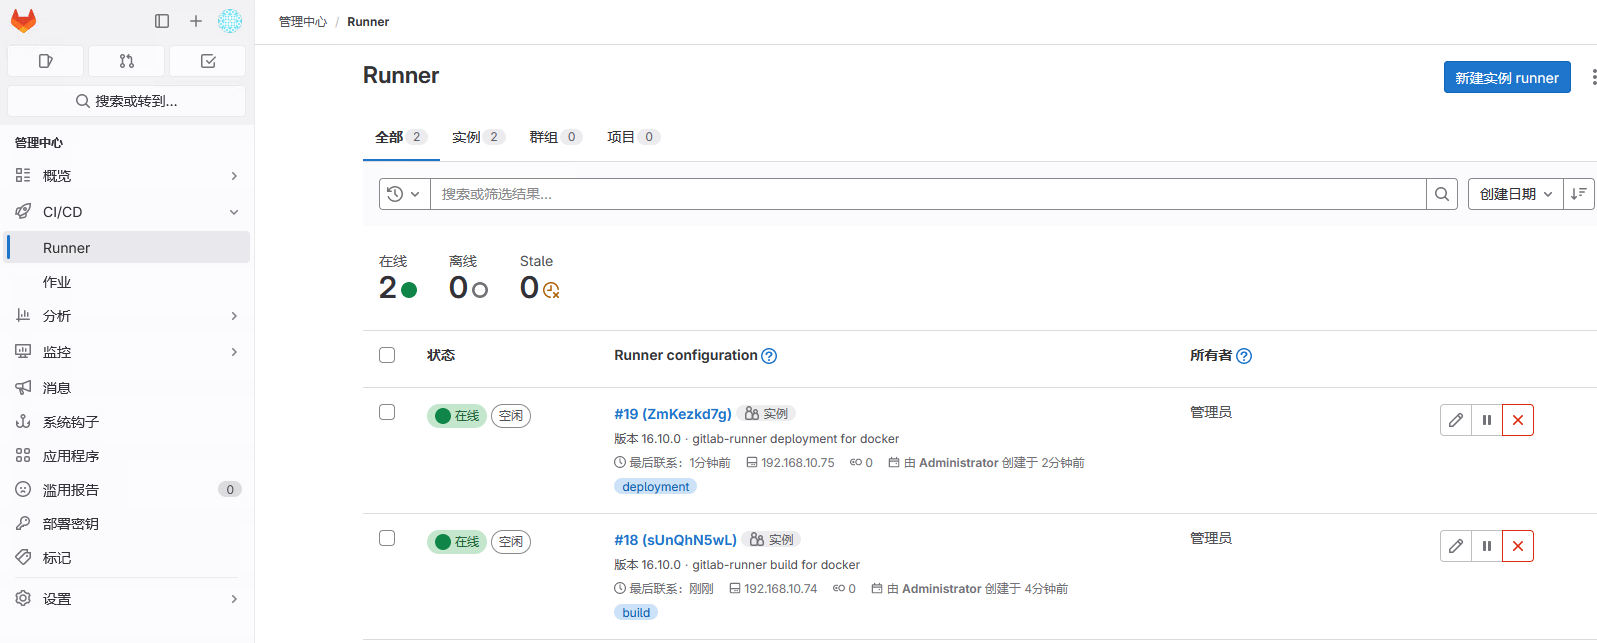 管理中心 / Runner
搜索或转到...
管理中心
概览
CI/CD
Runner
作业
分析
监控
消息
系统钩子
应用程序
滥用报告 0
部署密钥
标记
设置
Runner
新建实例 runner
全部 2 实例 2 群组 0 项目 0
搜索或筛选结果...
创建日期
在线 离线 Stale
2 0 0
状态 Runner configuration 所有者
在线 空闲 #19 (ZmKezkd7g) 实例 管理员
版本 16.10.0 · gitlab-runner deployment for docker
最后联系：1分钟前 192.168.10.75 0 由 Administrator 创建于 2分钟前
deployment
在线 空闲 #18 (sUnQhN5wL) 实例 管理员
版本 16.10.0 · gitlab-runner build for docker
最后联系：刚刚 192.168.10.74 0 由 Administrator 创建于 4分钟前
build